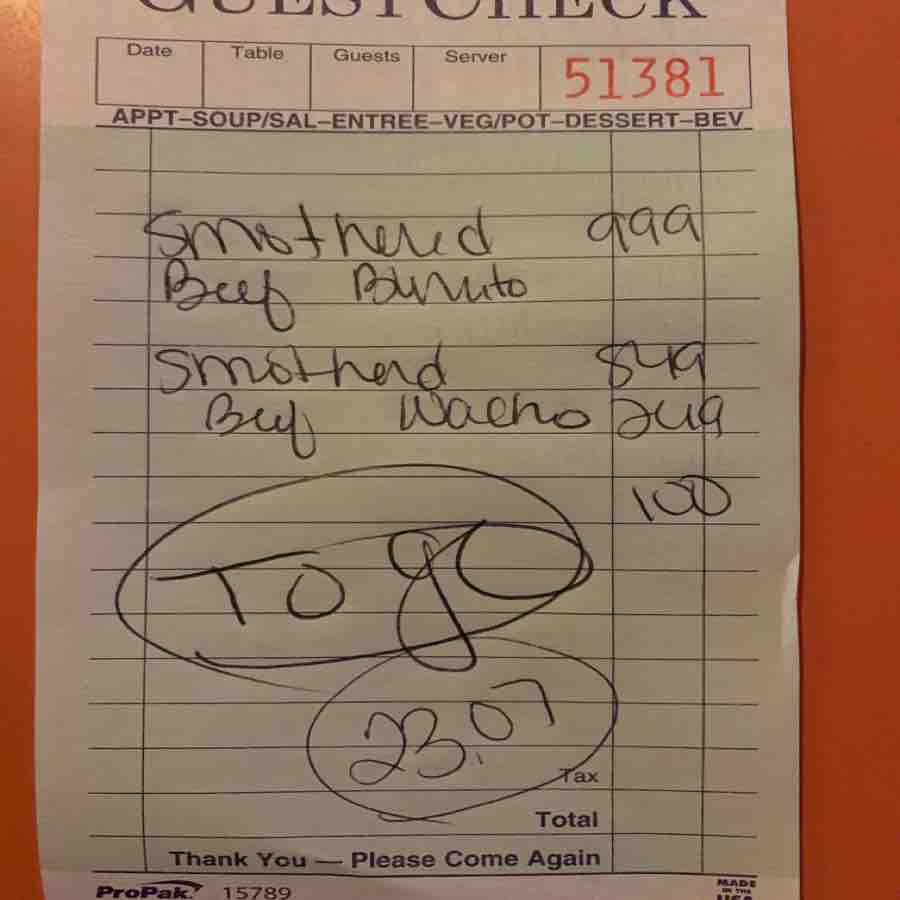 GUEST CHECK
Date Table Guests Server 51381
APPT–SOUP/SAL–ENTREE–VEG/POT–DESSERT–BEV
Smothered 999
Beef Burrito
Smotherd 849
Beef Nacho 249
100
To go
23.07
Tax
Total
Thank You — Please Come Again
ProPak 15789
MADE
IN THE
USA